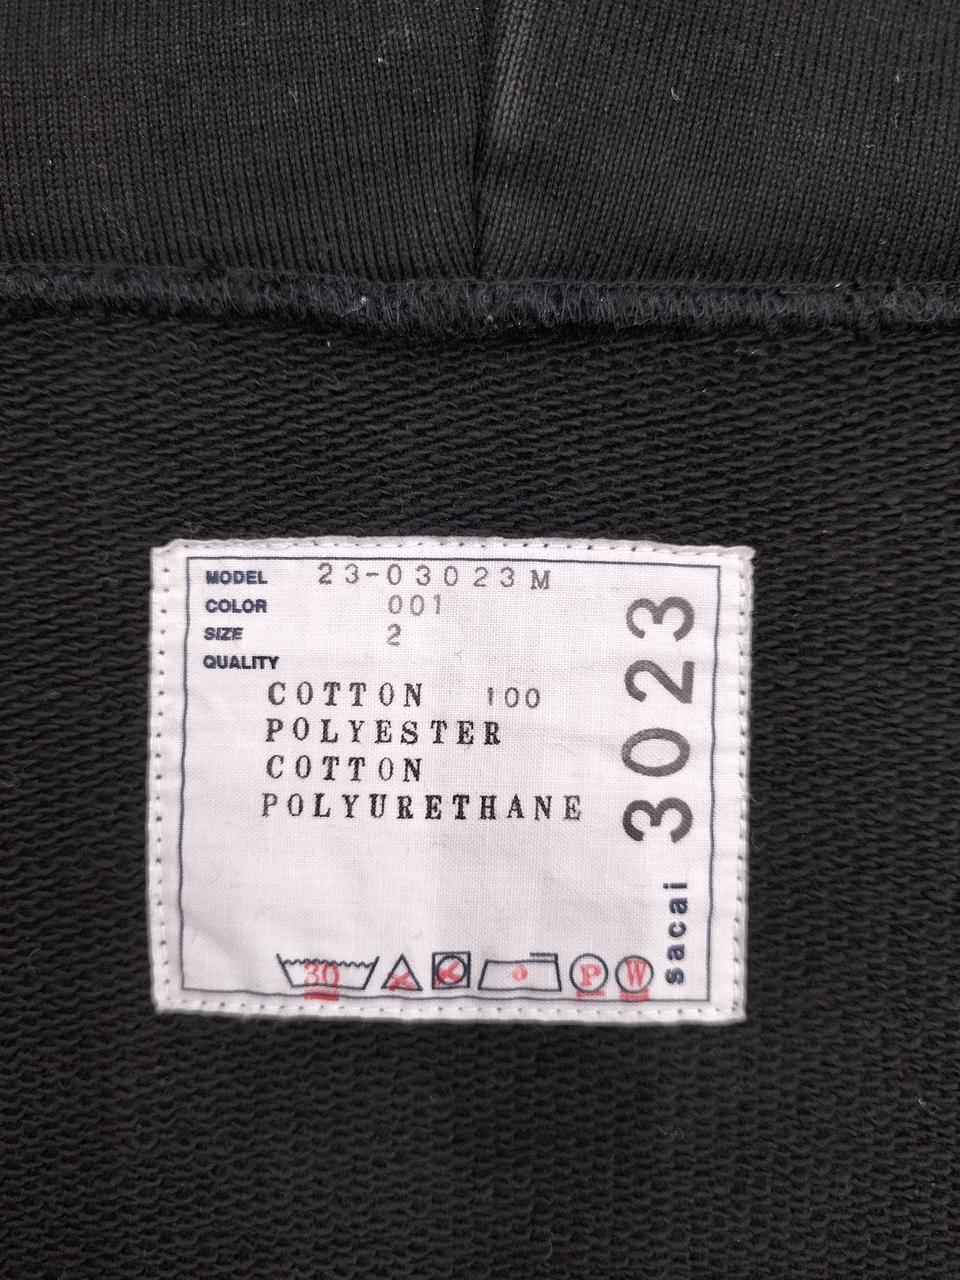 MODEL 23-03023M
COLOR 001
SIZE 2
QUALITY
COTTON 100
POLYESTER
COTTON
POLYURETHANE
30 P W
sacai 3023